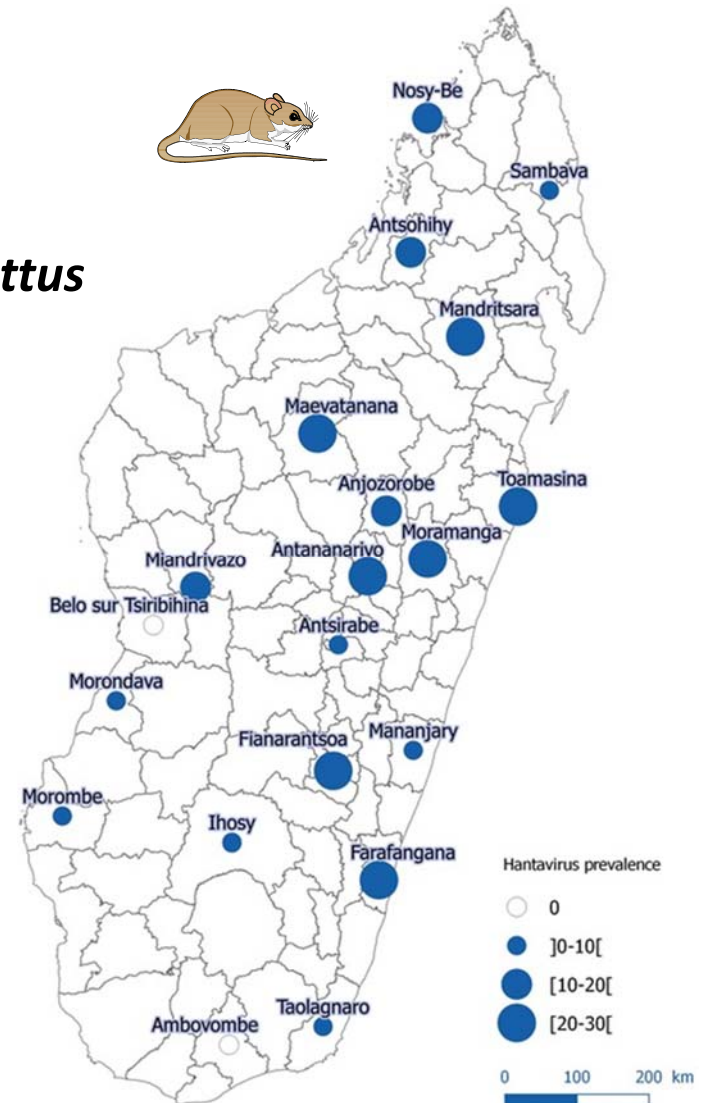 Nosy-Be
Sambava
Antsohihy
ttus
Mandritsara
Maevatanana
Anjozorobe
Toamasina
Moramanga
Antananarivo
Miandrivazo
Belo sur Tsiribihina
Antsirabe
Morondava
Mananjary
Fianarantsoa
Morombe
Ihosy
Farafangana
Hantavirus prevalence
0
]0-10[
[10-20[
[20-30[
Taolagnaro
Ambovombe
0 100 200 km